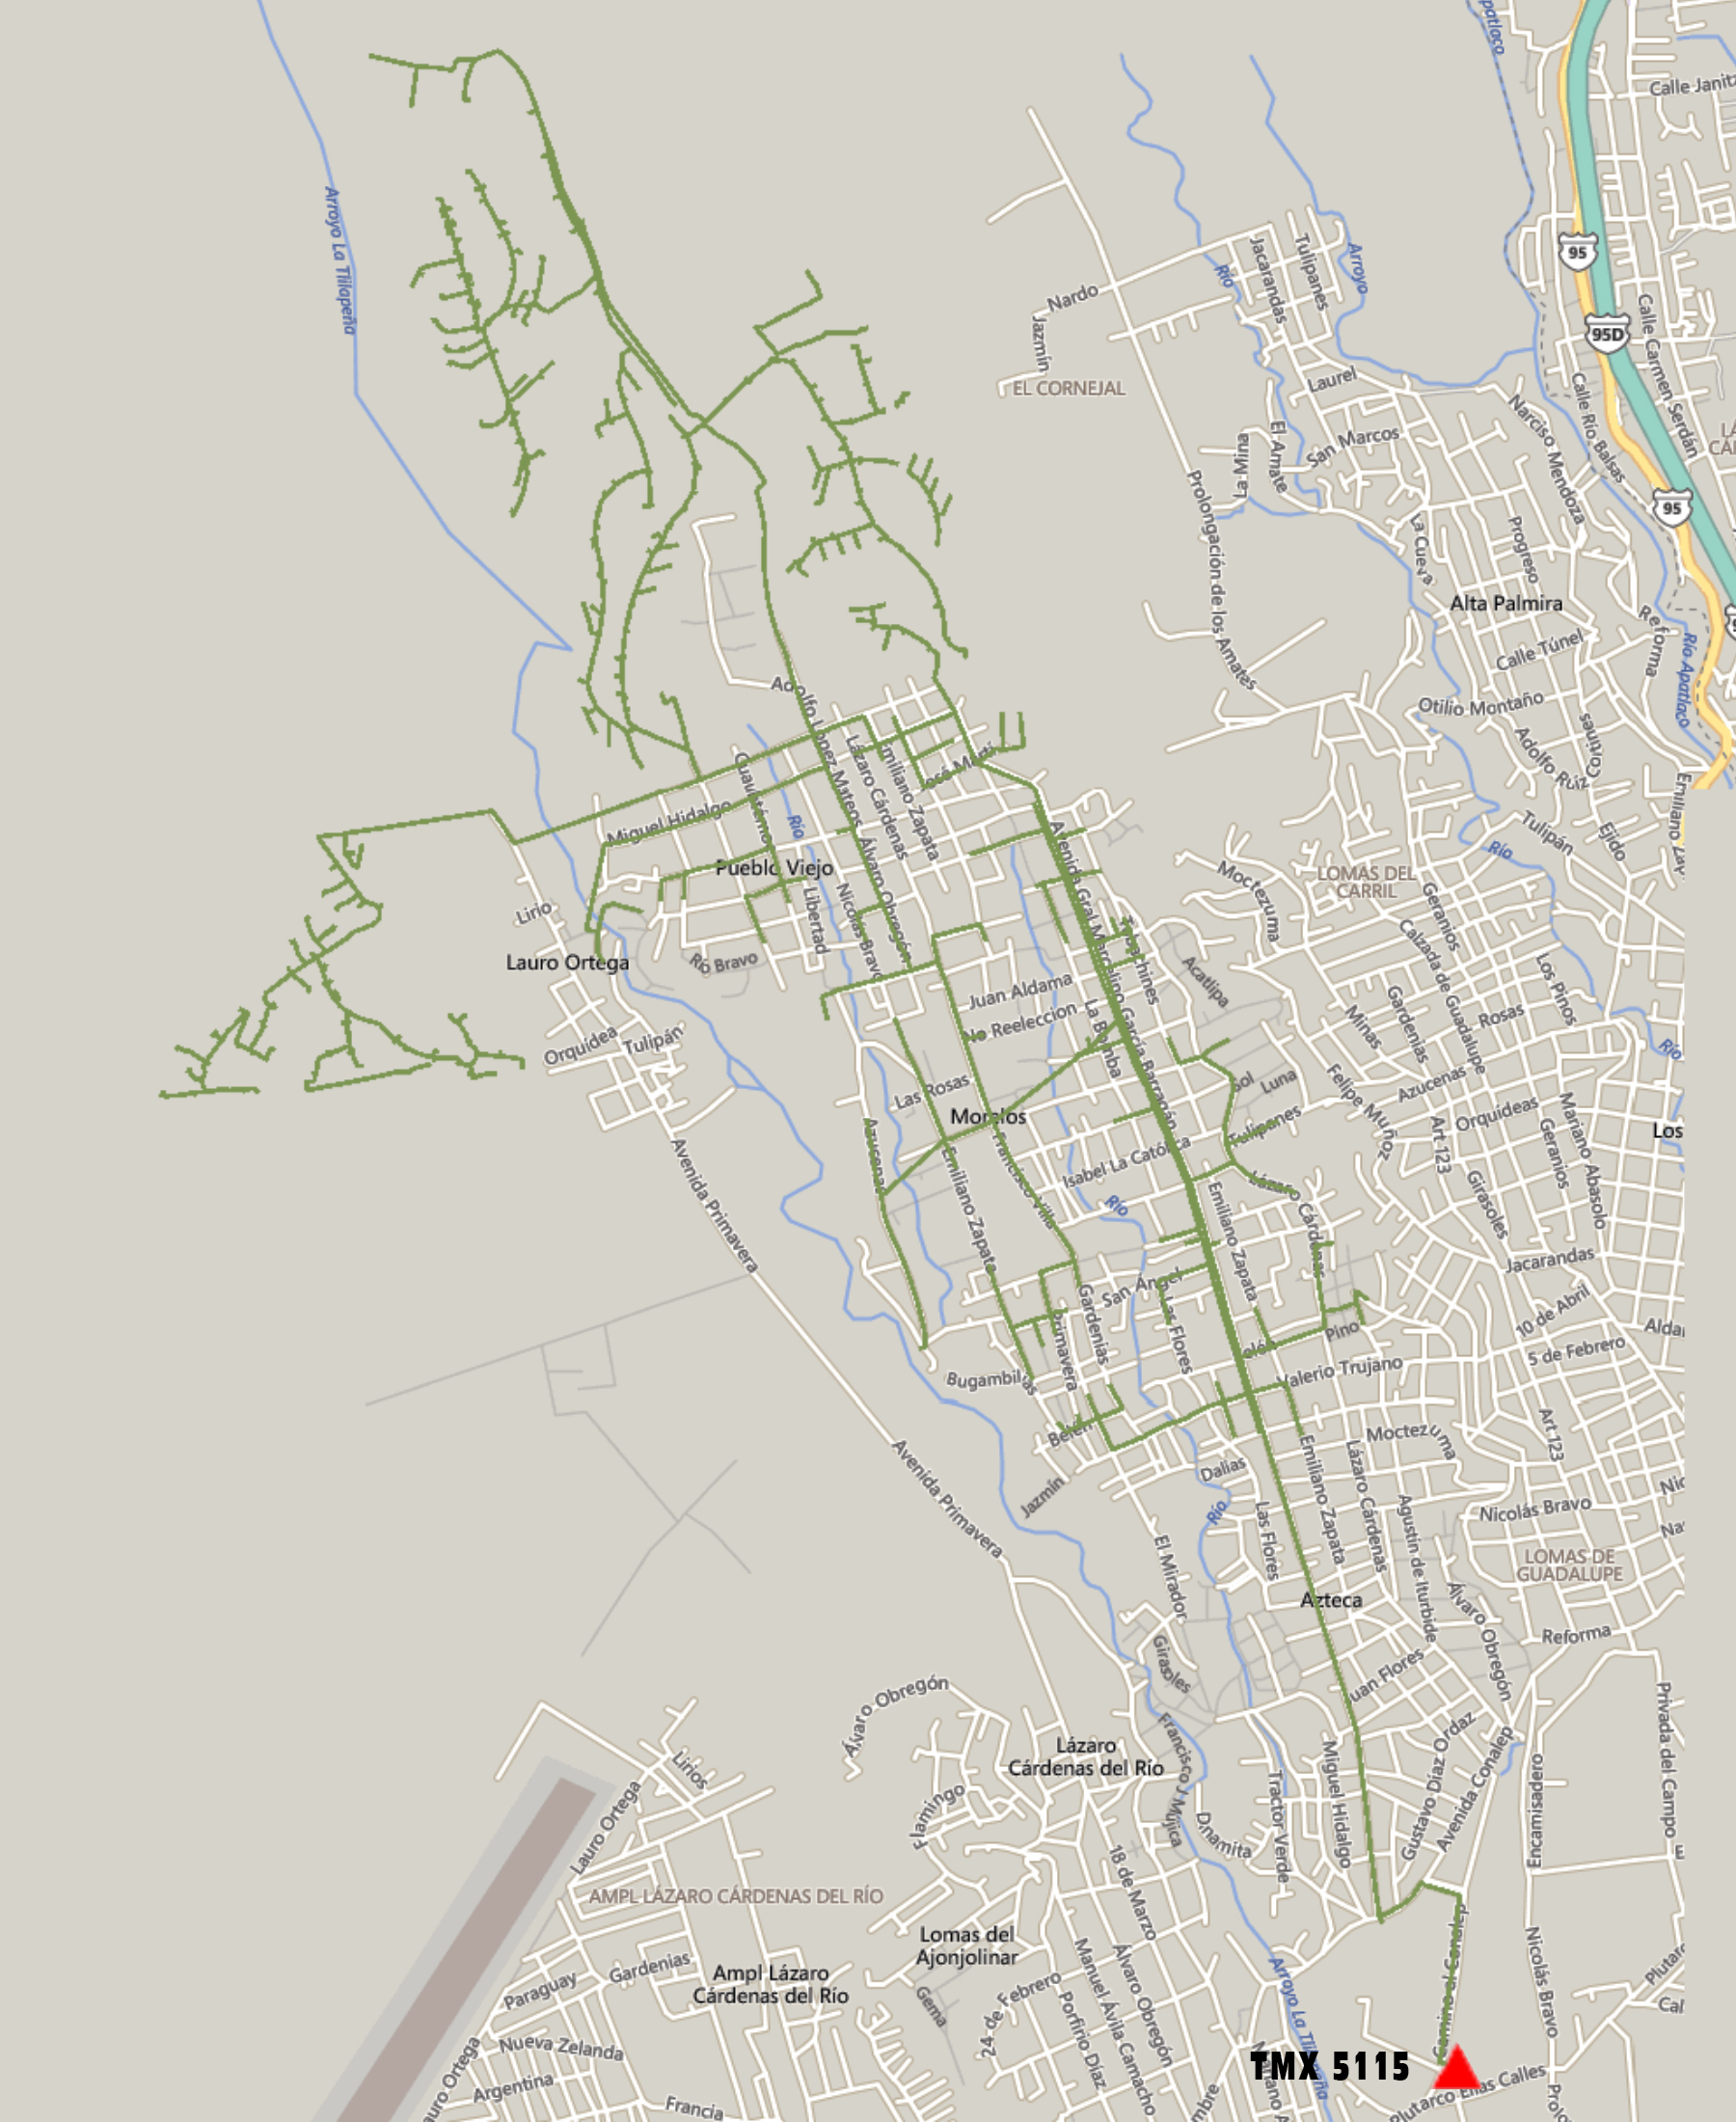 Calle Janit
Arroyo La Tlilapeña
Río
Jacarandas
Tulipanes
Arroyo
95
95D
Calle Carmen Serdán
Nardo
Jazmín
EL CORNEJAL
Laurel
Calle Río Balsas
San Marcos
El Amate
La Mina
Narciso Mendoza
95
Prolongación de los Amates
La Cueva
Progreso
Alta Palmira
Calle Túnel
Reforma
Río Apatlaco
Otilio Montaño
Adolfo Ruiz
Colines
Adolfo López Mateos
Lázaro Cárdenas
Emiliano Zapata
José Martí
Cuauhtémoc
Miguel Hidalgo
Río
Pueblo Viejo
Álvaro Obregón
Nicolás Bravo
Libertad
Avenida Gral Marcelino García Barragán
Tulipán
Ejido
Río
Moctezuma
LOMAS DEL
CARRIL
Geranios
Calzada de Guadalupe
Lirio
Lauro Ortega
Río Bravo
Tabachines
Acatlipa
Los Pinos
Juan Aldama
No Reeleccion
La Bomba
Minas
Gardenias
Rosas
Río
Orquídea
Tulipán
Las Rosas
Morelos
Sol
Luna
Tulipanes
Felipe Muñoz
Azucenas
Orquideas
Art 123
Geranios
Mariano Abasolo
Los
Avenida Primavera
Azucenas
Emiliano Zapata
Francisco Villa
Isabel La Católica
Río
Emiliano Zapata
Lázaro Cárdenas
Girasoles
Jacarandas
San Ángel
Gardenias
Primavera
Las Flores
Pino
10 de Abril
5 de Febrero
Bugambilias
Valerio Trujano
Belén
Jazmín
Dalias
Río
Moctezuma
Art 123
Avenida Primavera
Las Flores
Emiliano Zapata
Lázaro Cárdenas
Agustín de Iturbide
Nicolás Bravo
El Mirador
LOMAS DE
GUADALUPE
Azteca
Álvaro Obregón
Reforma
Girasoles
Juan Flores
Álvaro Obregón
Lázaro
Cárdenas del Río
Francisco J Mújica
Lirios
Lauro Ortega
Flamingo
Dinamita
Tractor Verde
Miguel Hidalgo
Gustavo Díaz Ordaz
Avenida Conalep
Encamisadero
Privada del Campo
18 de Marzo
AMPL LÁZARO CÁRDENAS DEL RÍO
Lomas del
Ajonjolinar
Ampl Lázaro
Cárdenas del Río
Gardenias
Paraguay
Gema
24 de Febrero
Manuel Ávila Camacho
Álvaro Obregón
Porfirio Díaz
Arroyo La Tlilapeña
Camino al Conalep
Nicolás Bravo
Nueva Zelanda
Argentina
Francia
TMX 5115
Plutarco Elías Calles